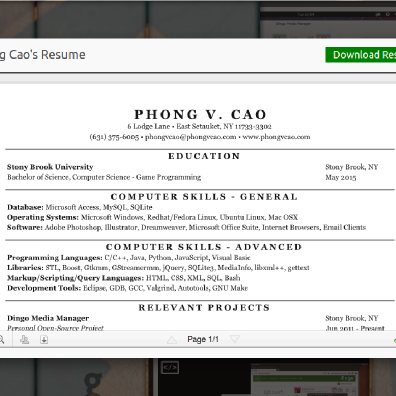 g Cao's Resume
Download Res
PHONG V. CAO
6 Lodge Lane • East Setauket, NY 11733-3302
(631) 375-6005 • phongvcao@phongvcao.com • www.phongvcao.com
EDUCATION
Stony Brook University Stony Brook, NY
Bachelor of Science, Computer Science - Game Programming May 2015
COMPUTER SKILLS - GENERAL
Database: Microsoft Access, MySQL, SQLite
Operating Systems: Microsoft Windows, Redhat/Fedora Linux, Ubuntu Linux, Mac OSX
Software: Adobe Photoshop, Illustrator, Dreamweaver, Microsoft Office Suite, Internet Browsers, Email Clients
COMPUTER SKILLS - ADVANCED
Programming Languages: C/C++, Java, Python, JavaScript, Visual Basic
Libraries: STL, Boost, Gtkmm, GStreamermm, jQuery, SQLite3, MediaInfo, libxml++, gettext
Markup/Scripting/Query Languages: HTML, CSS, XML, SQL, Bash
Development Tools: Eclipse, GDB, GCC, Valgrind, Autotools, GNU Make
RELEVANT PROJECTS
Dingo Media Manager Stony Brook, NY
Personal Open-Source Project Jun 2011 - Present
Page 1/1